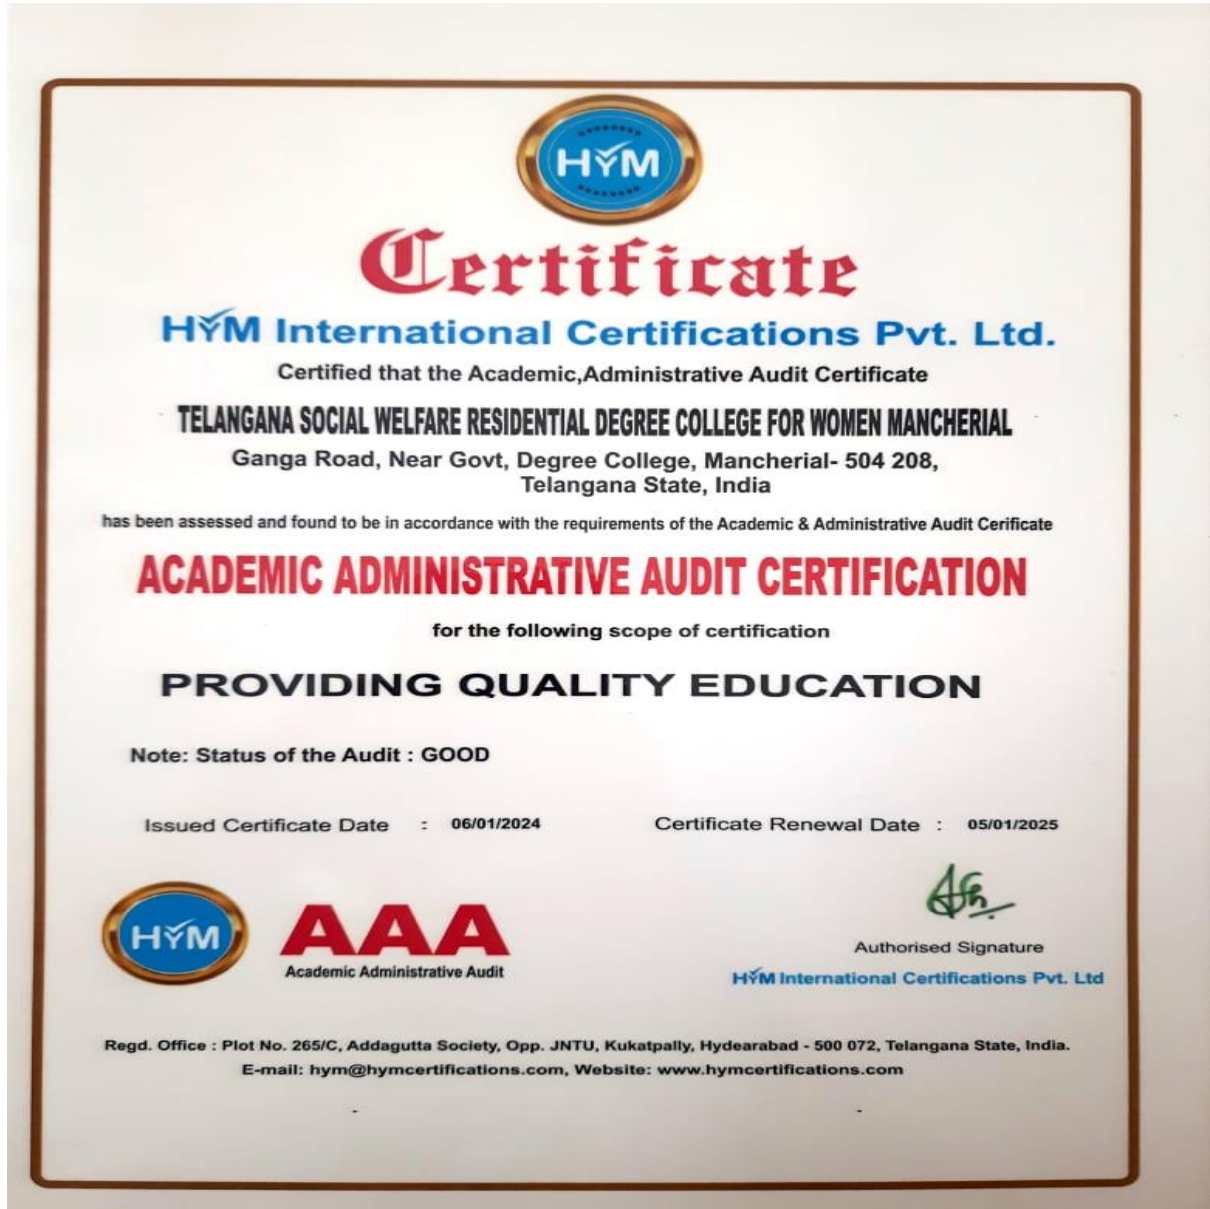 HYM
Certificate
HYM International Certifications Pvt. Ltd.
Certified that the Academic,Administrative Audit Certificate
TELANGANA SOCIAL WELFARE RESIDENTIAL DEGREE COLLEGE FOR WOMEN MANCHERIAL
Ganga Road, Near Govt, Degree College, Mancherial- 504 208,
Telangana State, India
has been assessed and found to be in accordance with the requirements of the Academic & Administrative Audit Cerificate
ACADEMIC ADMINISTRATIVE AUDIT CERTIFICATION
for the following scope of certification
PROVIDING QUALITY EDUCATION
Note: Status of the Audit : GOOD
Issued Certificate Date : 06/01/2024 Certificate Renewal Date : 05/01/2025
HYM AAA
Academic Administrative Audit
Authorised Signature
HYM International Certifications Pvt. Ltd
Regd. Office : Plot No. 265/C, Addagutta Society, Opp. JNTU, Kukatpally, Hydearabad - 500 072, Telangana State, India.
E-mail: hym@hymcertifications.com, Website: www.hymcertifications.com